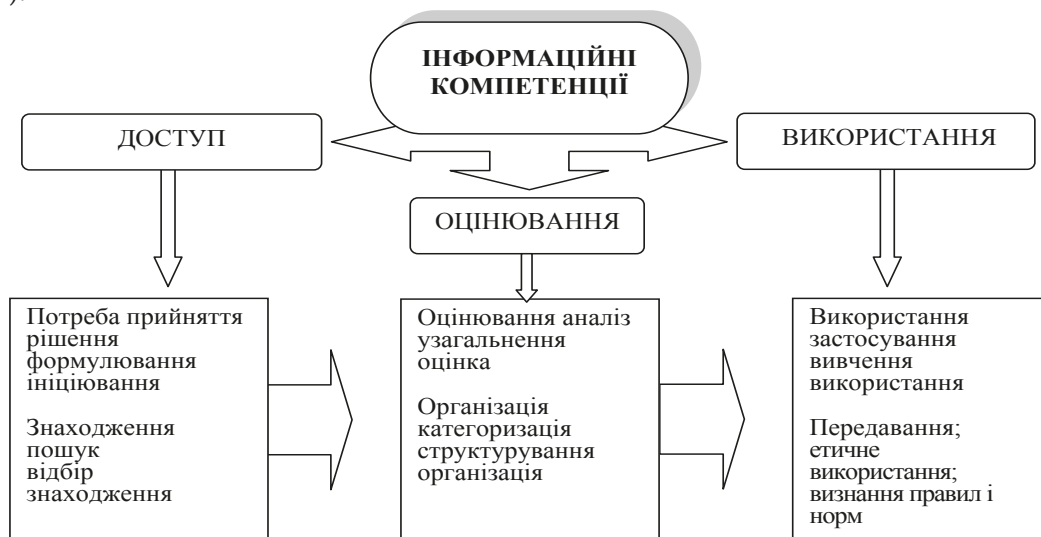 ).
ІНФОРМАЦІЙНІ
КОМПЕТЕНЦІЇ
ДОСТУП
ВИКОРИСТАННЯ
ОЦІНЮВАННЯ
Потреба прийняття
рішення
формулювання
ініціювання
Знаходження
пошук
відбір
знаходження
Оцінювання аналіз
узагальнення
оцінка
Організація
категоризація
структурування
організація
Використання
застосування
вивчення
використання
Передавання;
етичне
використання;
визнання правил і
норм